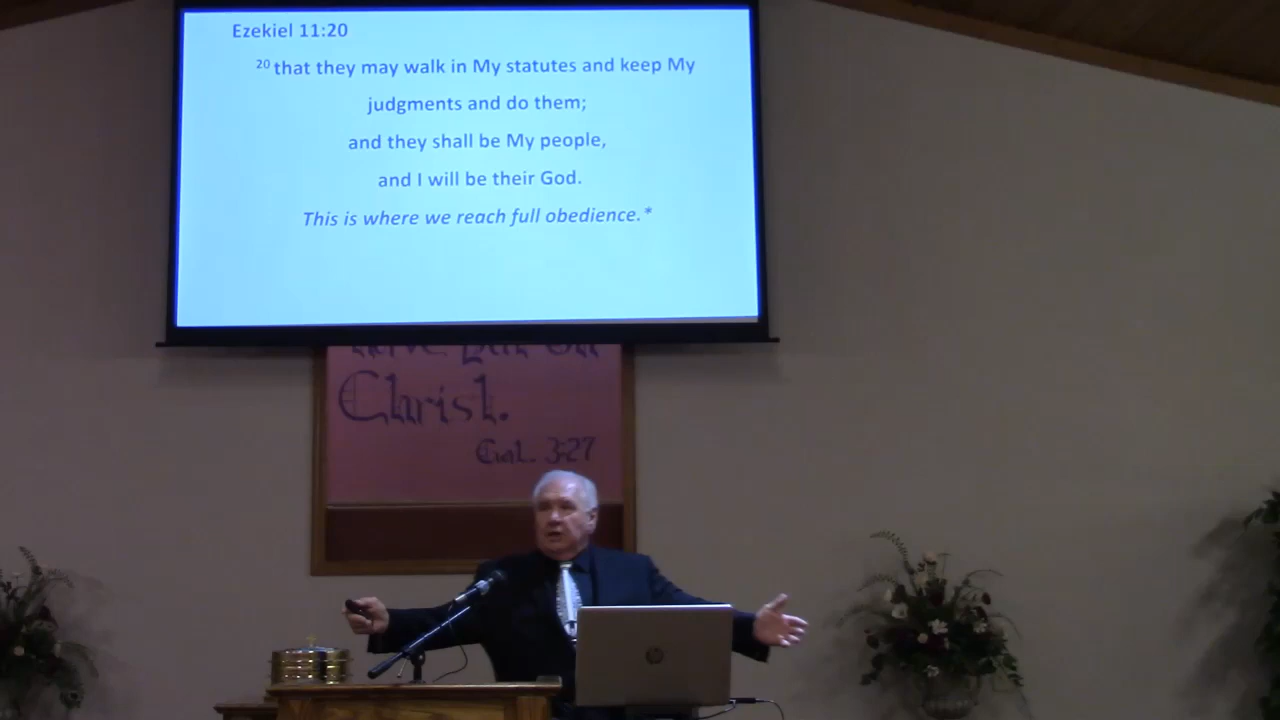 Ezekiel 11:20
20 that they may walk in My statutes and keep My
judgments and do them;
and they shall be My people,
and I will be their God.
This is where we reach full obedience.*
Christ.
Gal. 3:27
hp